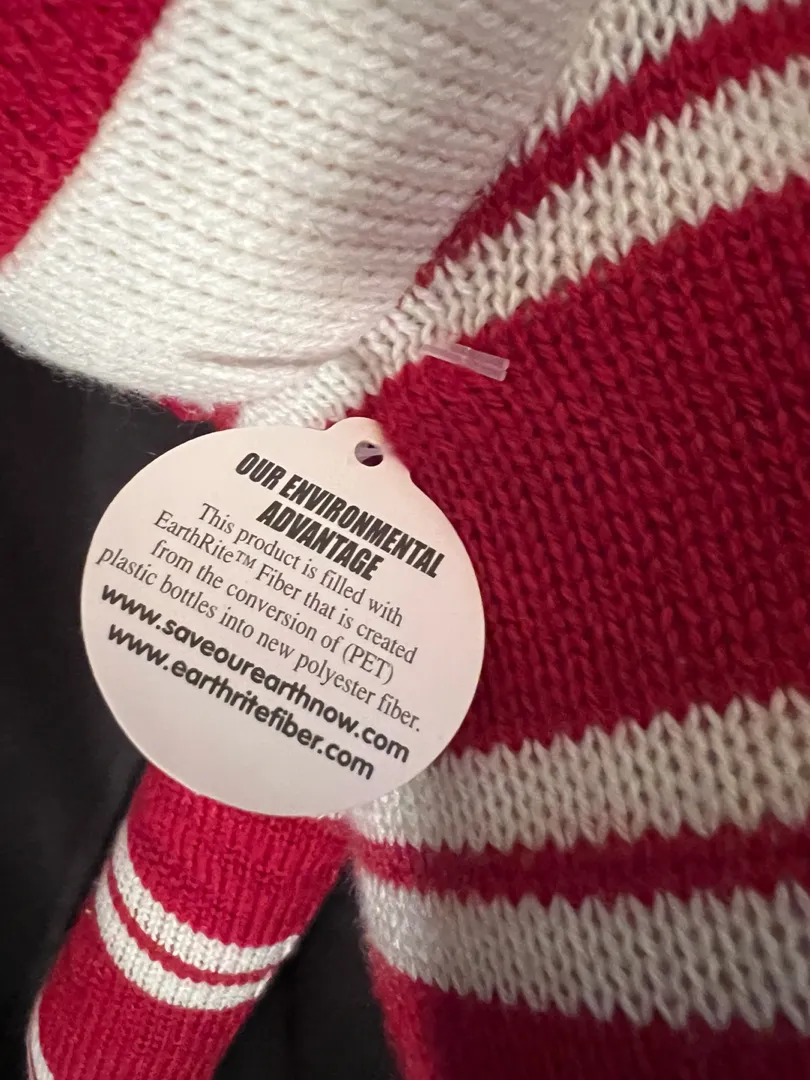 OUR ENVIRONMENTAL
ADVANTAGE
This product is filled with
EarthRite™ Fiber that is created
from the conversion of (PET)
plastic bottles into new polyester fiber.
www.saveourearthnow.com
www.earthritefiber.com